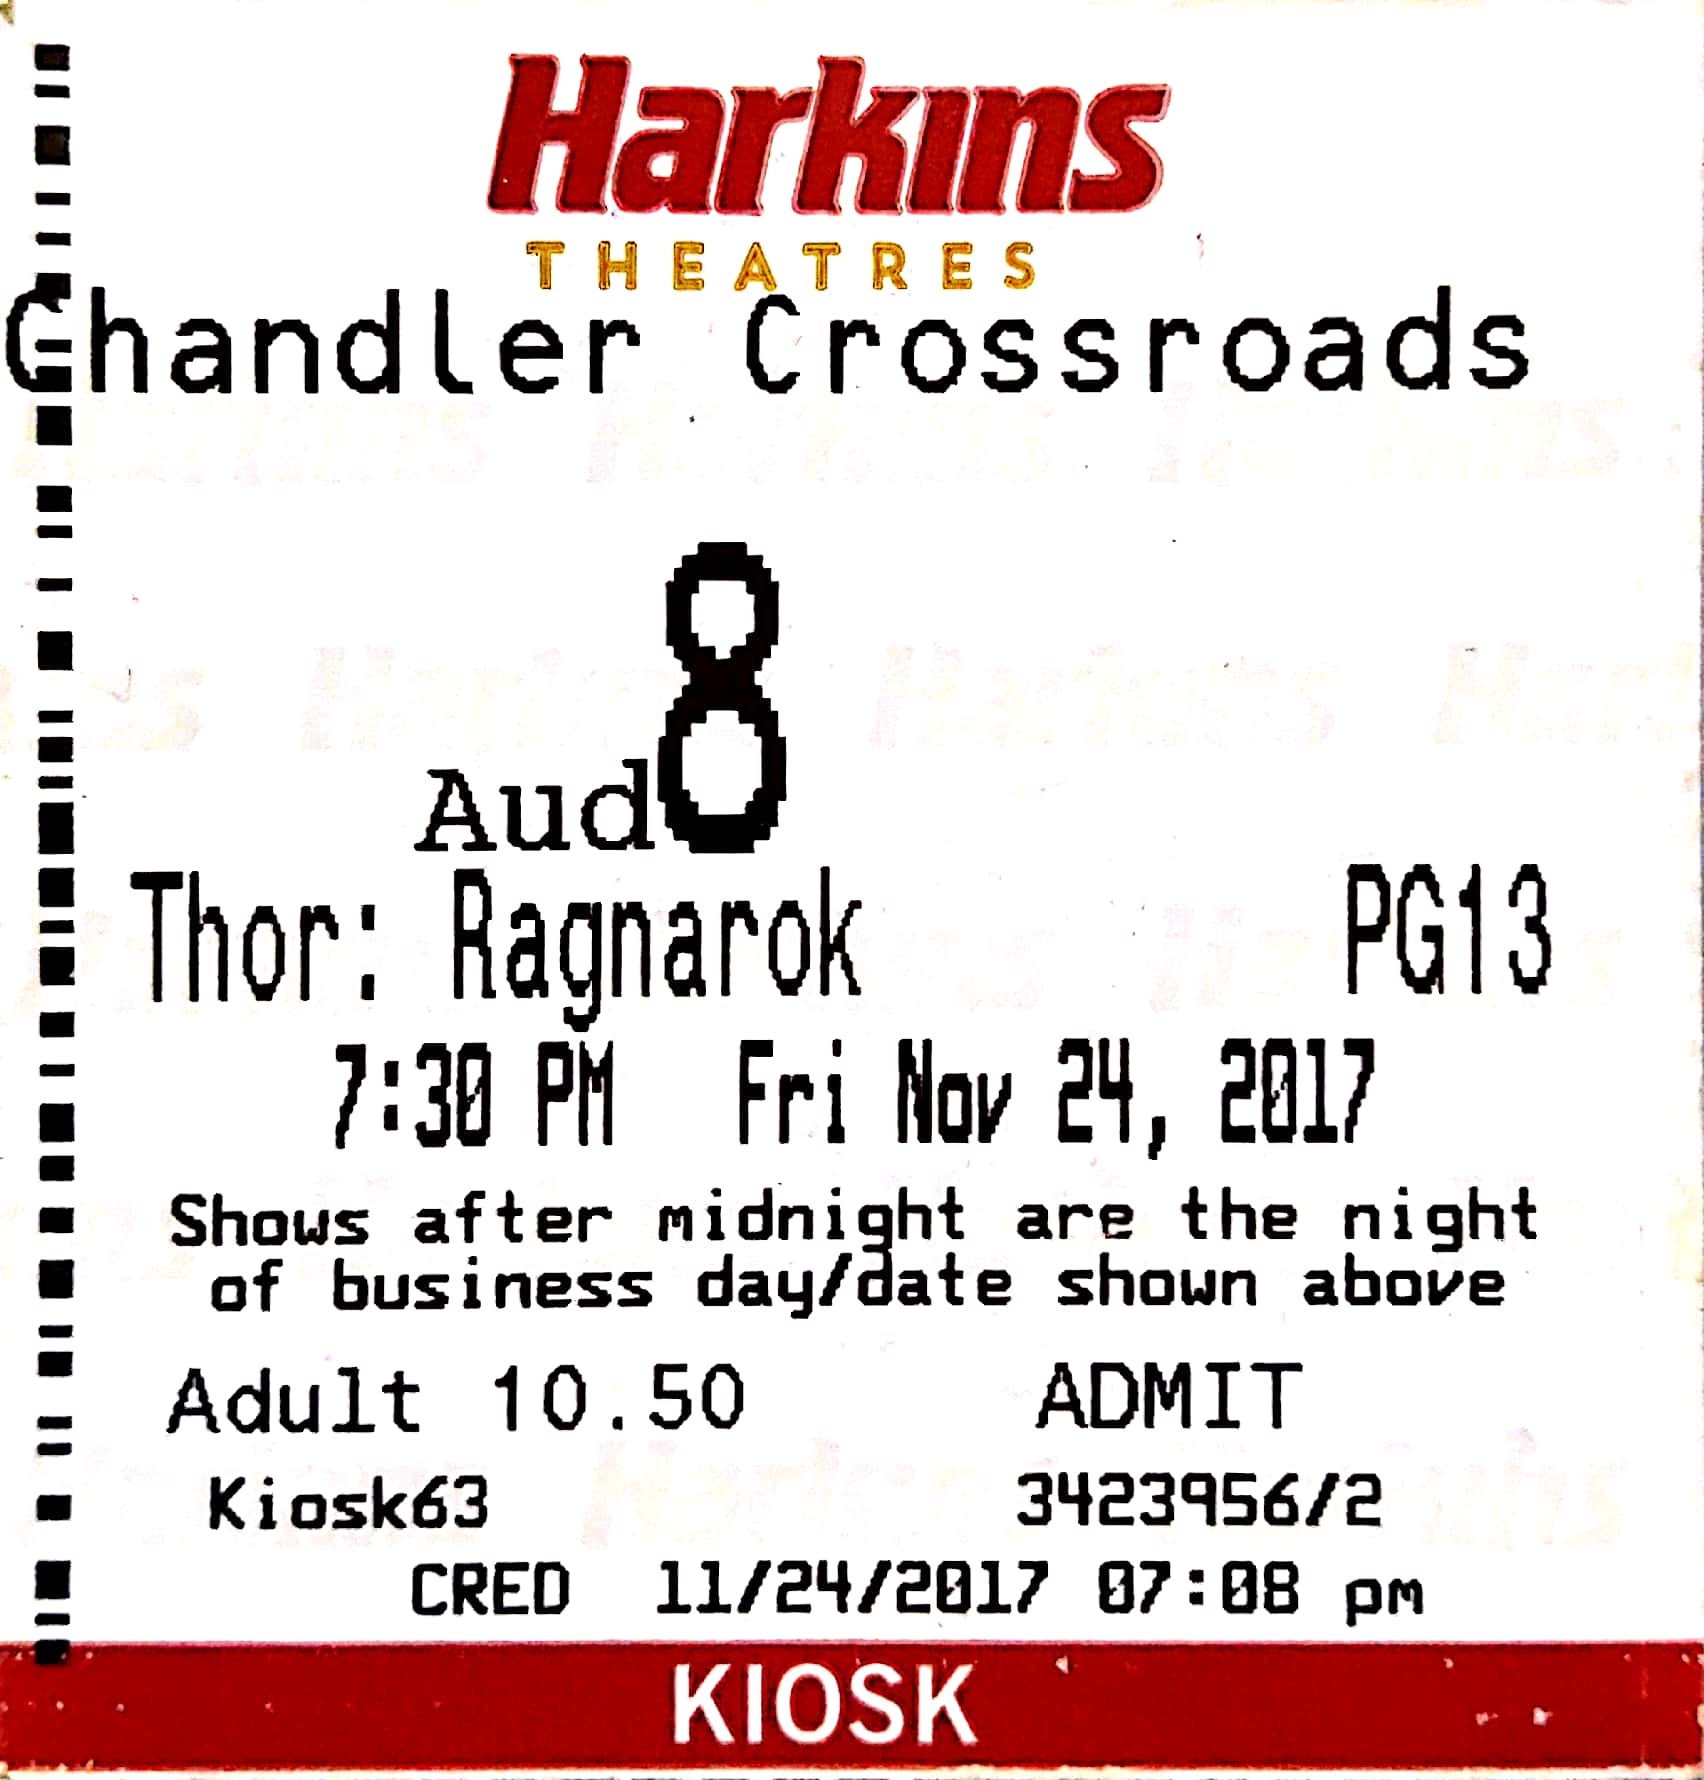 Harkins
THEATRES
Chandler Crossroads
Aud 8
Thor: Ragnarok PG13
7:30 PM Fri Nov 24, 2017
Shows after midnight are the night
of business day/date shown above
Adult 10.50 ADMIT
Kiosk63 3423956/2
CRED 11/24/2017 07:08 pm
KIOSK